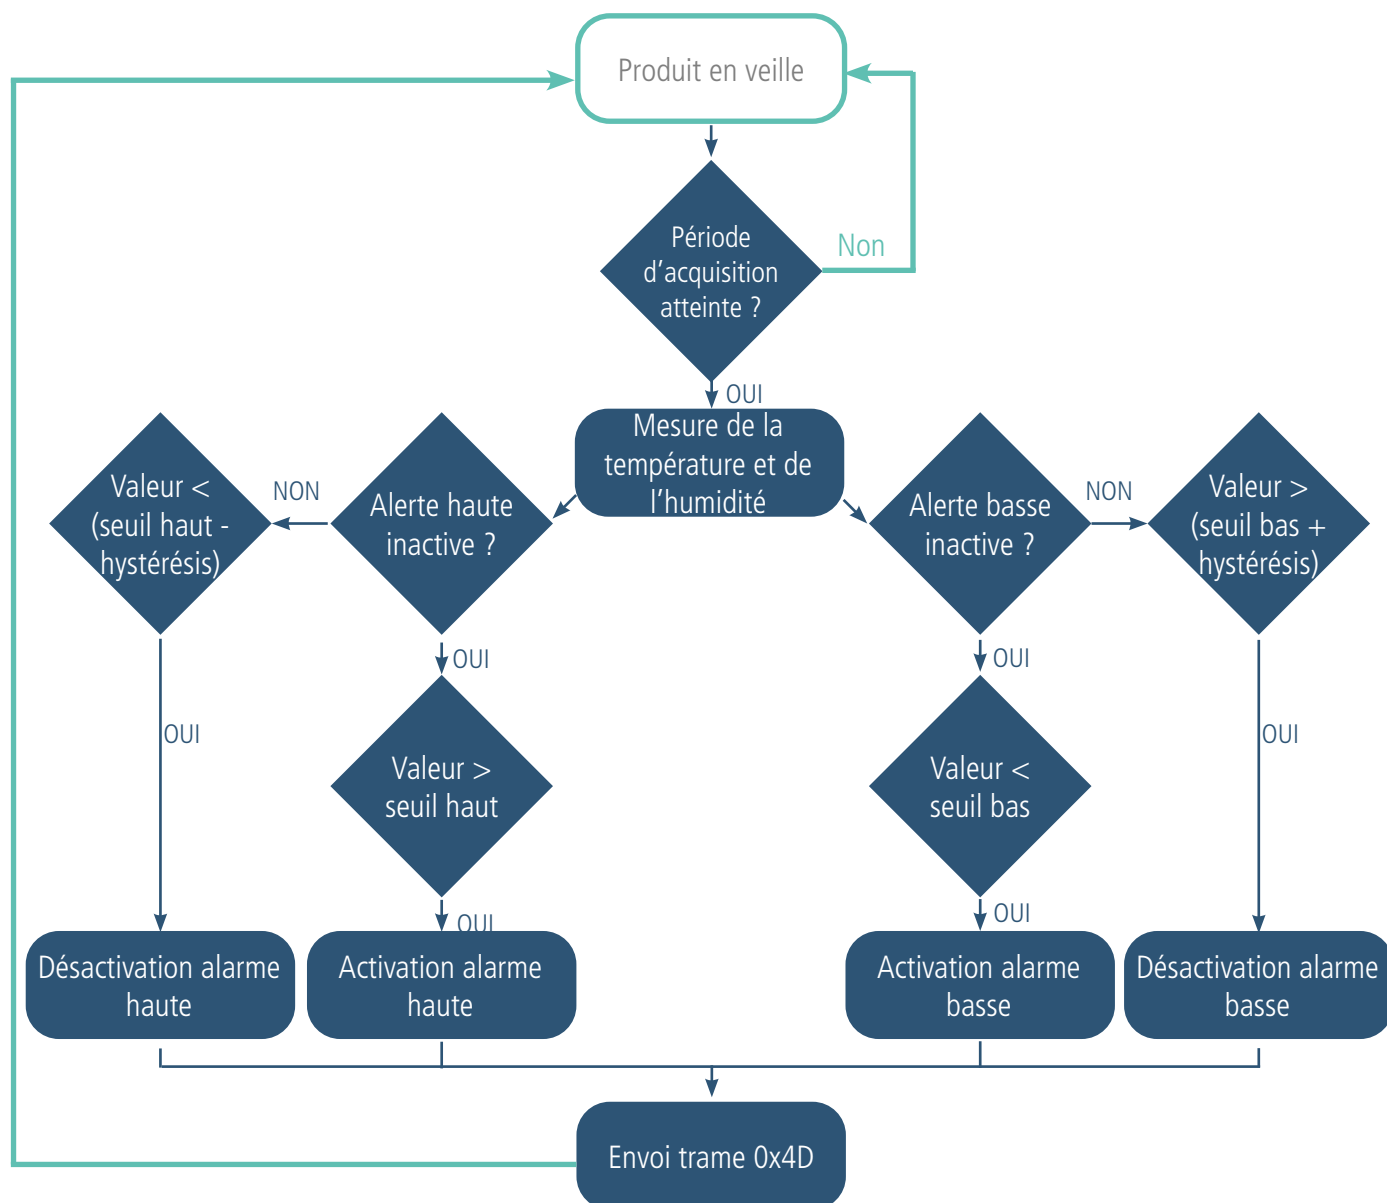 Produit en veille
Période
d’acquisition
atteinte ?
Non
OUI
Mesure de la
température et de
l’humidité
Valeur <
(seuil haut -
hystérésis)
NON
Alerte haute
inactive ?
Alerte basse
inactive ?
NON
Valeur >
(seuil bas +
hystérésis)
OUI
OUI
OUI
OUI
Valeur >
seuil haut
Valeur <
seuil bas
OUI
OUI
Désactivation alarme
haute
Activation alarme
haute
Activation alarme
basse
Désactivation alarme
basse
Envoi trame 0x4D